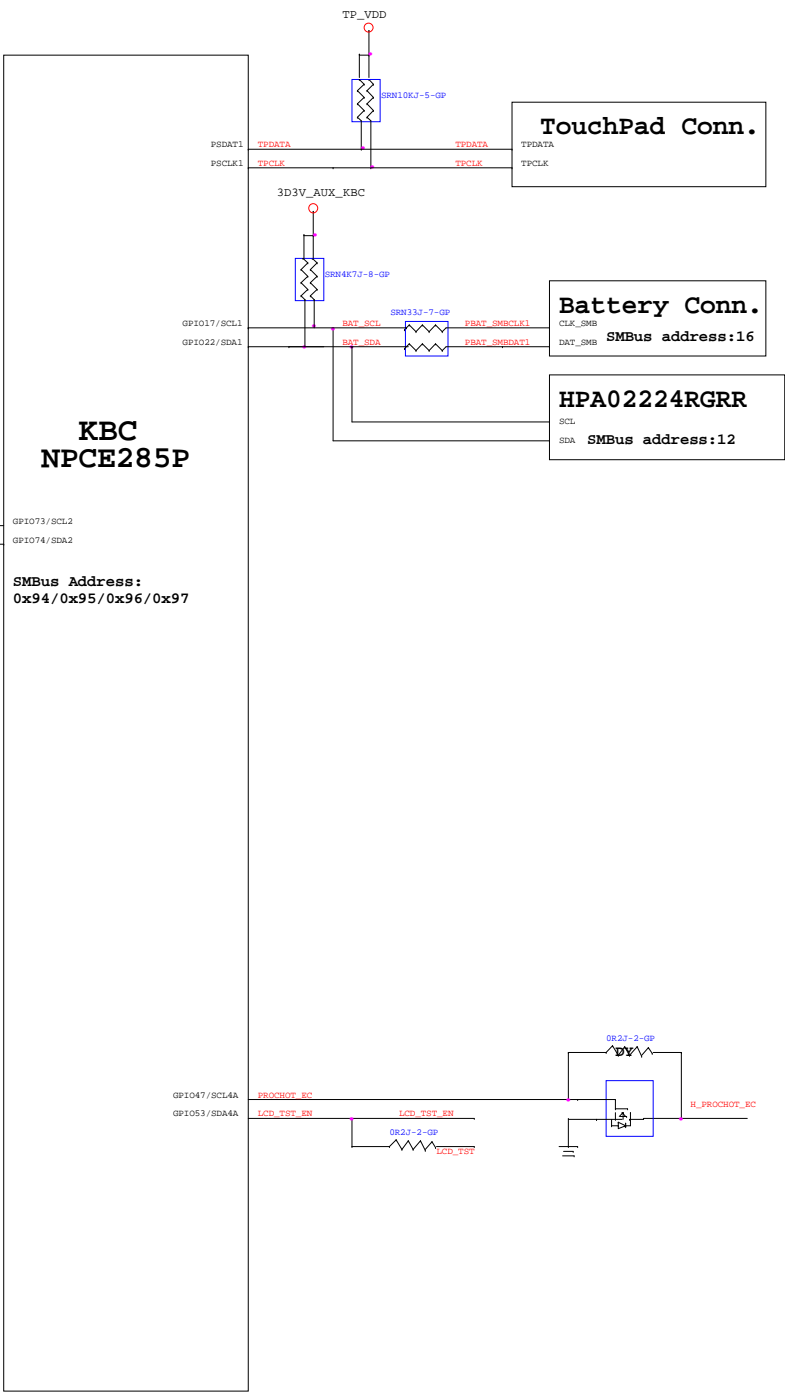 TP_VDD
SRN10KJ-5-GP
TouchPad Conn.
PSDAT1 TPDATA TPDATA TPDATA
PSCLK1 TPCLK TPCLK TPCLK
3D3V_AUX_KBC
SRN4K7J-8-GP
SRN33J-7-GP
Battery Conn.
GPIO17/SCL1 BAT_SCL PBAT_SMBCLK1 CLK_SMB
GPIO22/SDA1 BAT_SDA PBAT_SMBDAT1 DAT_SMB SMBus address:16
HPA02224RGRR
SCL
SDA SMBus address:12
KBC
NPCE285P
GPIO73/SCL2
GPIO74/SDA2
SMBus Address:
0x94/0x95/0x96/0x97
0R2J-2-GP
DY
GPIO47/SCL4A PROCHOT_EC
H_PROCHOT_EC
GPIO53/SDA4A LCD_TST_EN LCD_TST_EN
0R2J-2-GP
LCD_TST